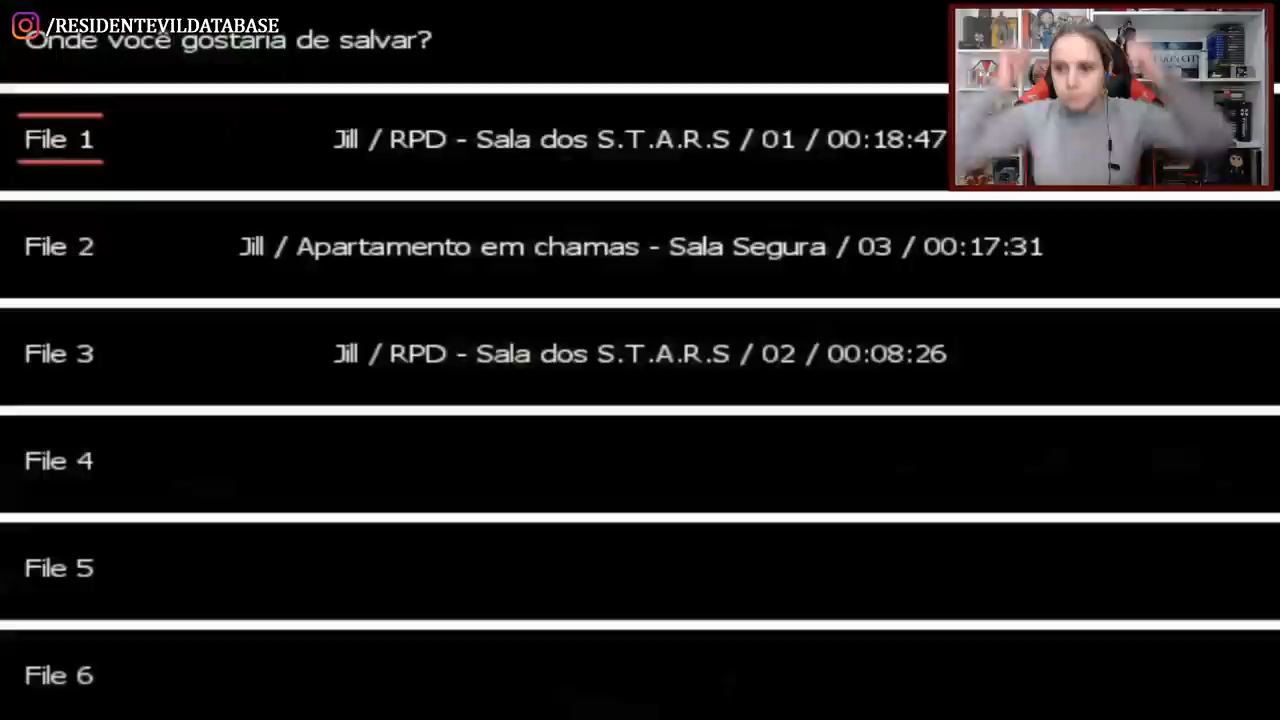 /RESIDENTEVILDATABASE
Onde você gostaria de salvar?
File 1 Jill / RPD - Sala dos S.T.A.R.S / 01 / 00:18:47
File 2 Jill / Apartamento em chamas - Sala Segura / 03 / 00:17:31
File 3 Jill / RPD - Sala dos S.T.A.R.S / 02 / 00:08:26
File 4
File 5
File 6